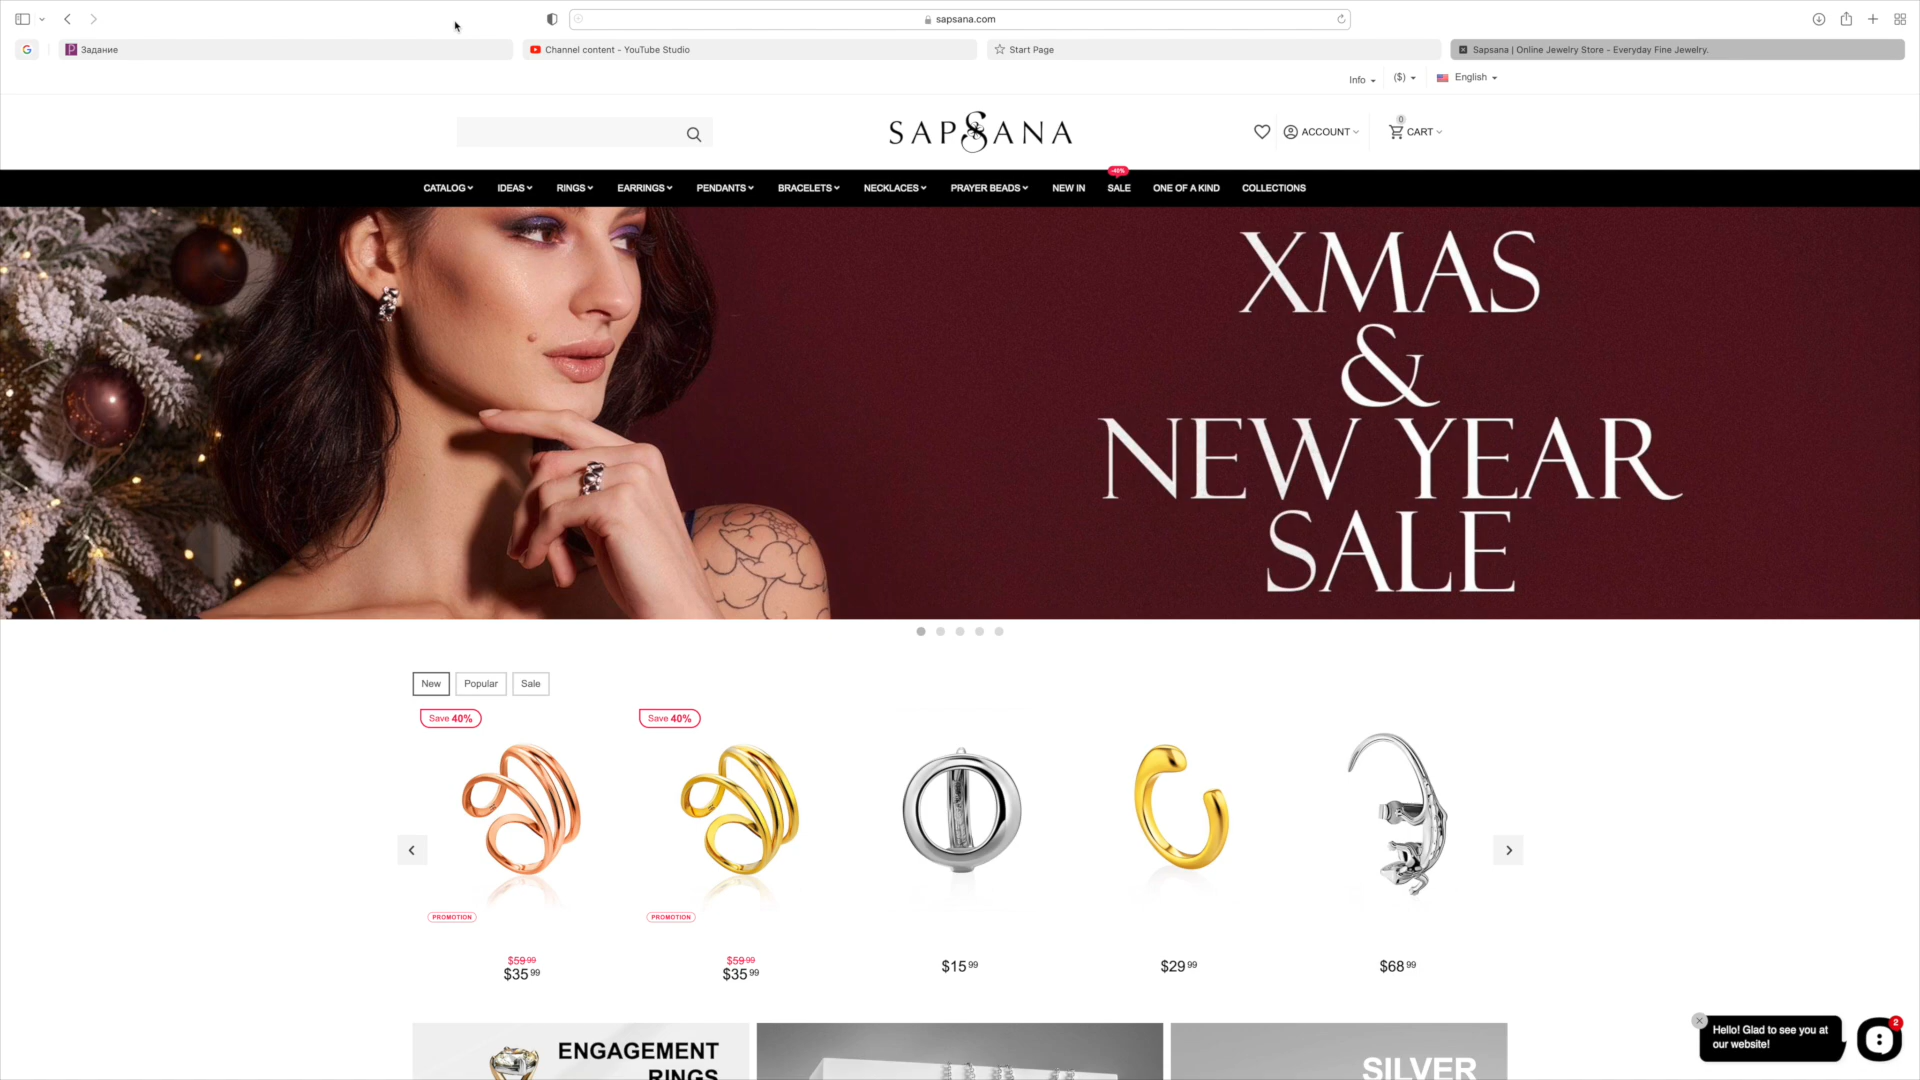 sapsana.com
Задание
Channel content - YouTube Studio
Start Page
Sapsana | Online Jewelry Store - Everyday Fine Jewelry.
Info
($)
English
SAPSANA
ACCOUNT
0
CART
-40%
CATALOG
IDEAS
RINGS
EARRINGS
PENDANTS
BRACELETS
NECKLACES
PRAYER BEADS
NEW IN
SALE
ONE OF A KIND
COLLECTIONS
XMAS
&
NEW YEAR
SALE
New
Popular
Sale
Save 40%
Save 40%
PROMOTION
PROMOTION
$59 99
$35 99
$59 99
$35 99
$15 99
$29 99
$68 99
ENGAGEMENT
RINGS
SILVER
Hello! Glad to see you at
our website!
2